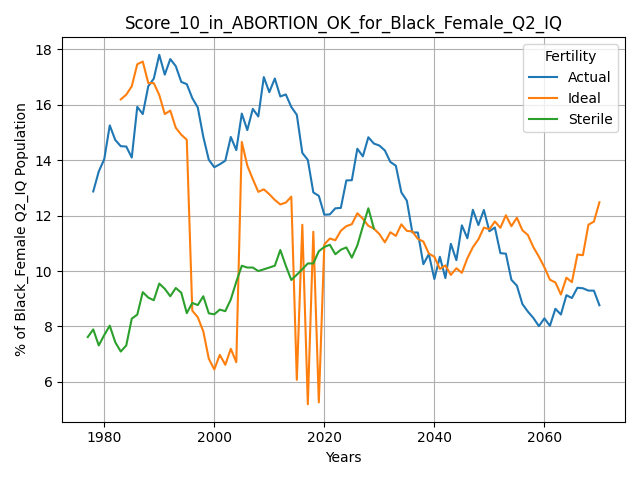 Score_10_in_ABORTION_OK_for_Black_Female_Q2_IQ
% of Black_Female Q2_IQ Population
18
16
14
12
10
8
6
Fertility
Actual
Ideal
Sterile
1980 2000 2020 2040 2060
Years